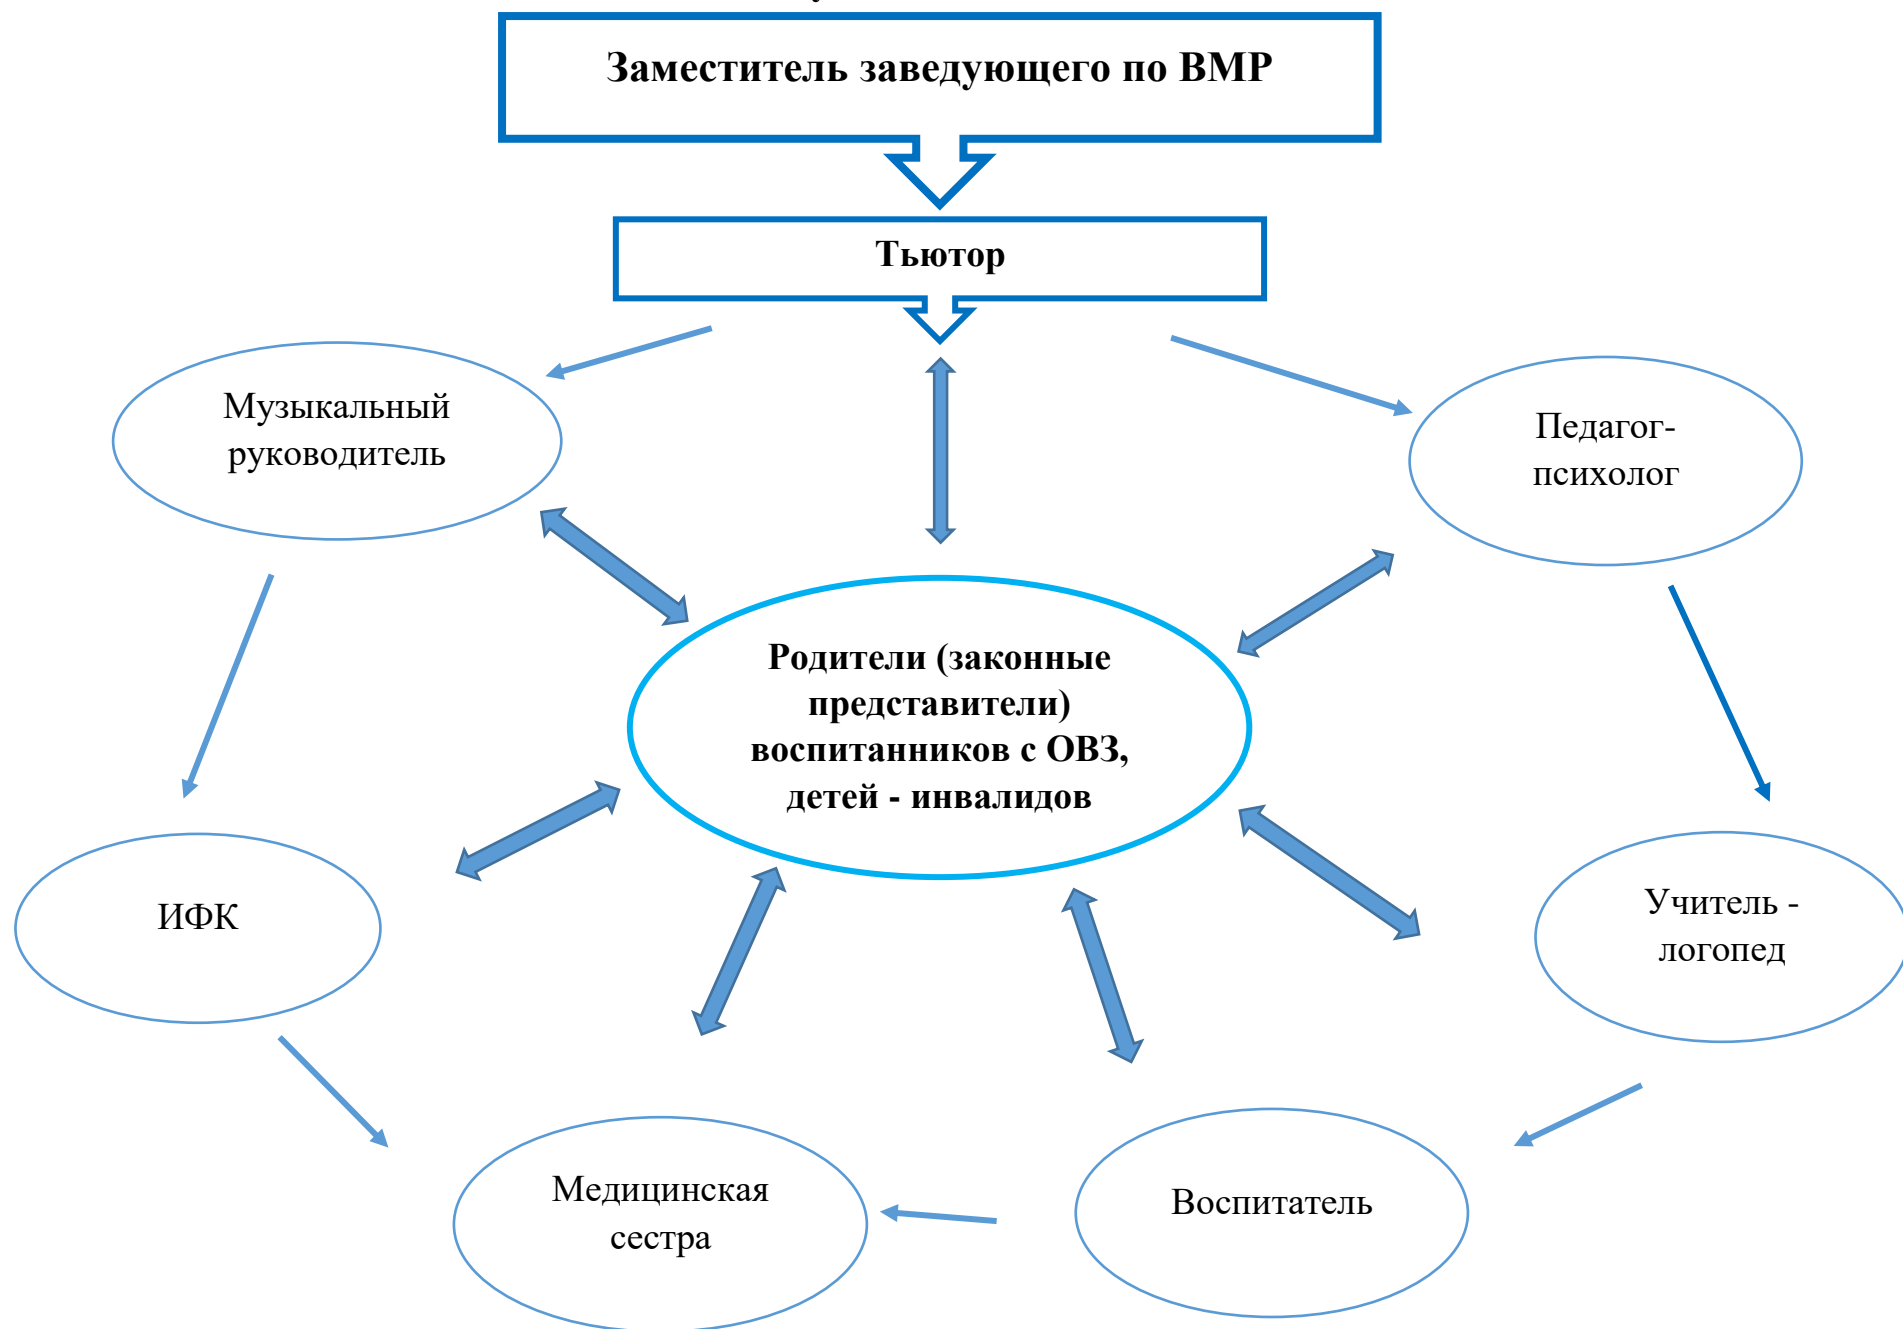 Заместитель заведующего по ВМР
Тьютор
Музыкальный
руководитель
Педагог-
психолог
Родители (законные
представители)
воспитанников с ОВЗ,
детей - инвалидов
ИФК
Учитель -
логопед
Медицинская
сестра
Воспитатель